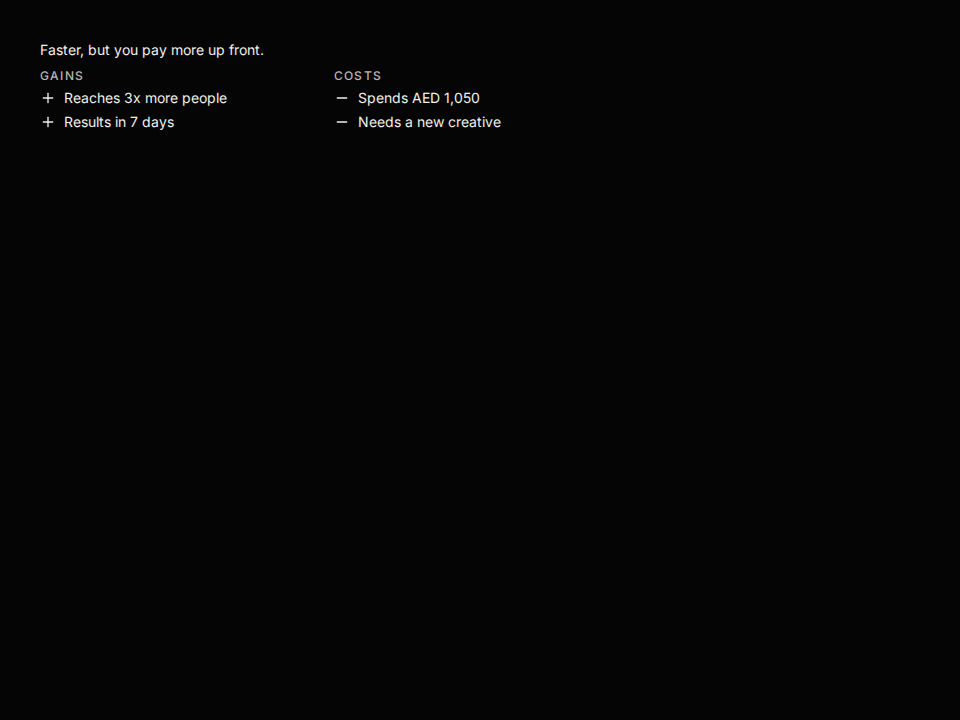 Faster, but you pay more up front.
GAINS
+ Reaches 3x more people
+ Results in 7 days
COSTS
− Spends AED 1,050
− Needs a new creative